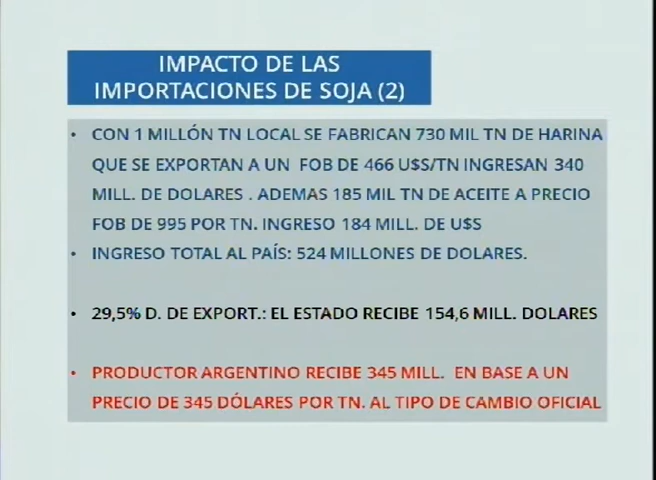 IMPACTO DE LAS
IMPORTACIONES DE SOJA (2)
• CON 1 MILLÓN TN LOCAL SE FABRICAN 730 MIL TN DE HARINA
QUE SE EXPORTAN A UN FOB DE 466 U$S/TN INGRESAN 340
MILL. DE DOLARES . ADEMAS 185 MIL TN DE ACEITE A PRECIO
FOB DE 995 POR TN. INGRESO 184 MILL. DE U$S
• INGRESO TOTAL AL PAÍS: 524 MILLONES DE DOLARES.
• 29,5% D. DE EXPORT.: EL ESTADO RECIBE 154,6 MILL. DOLARES
• PRODUCTOR ARGENTINO RECIBE 345 MILL. EN BASE A UN
PRECIO DE 345 DÓLARES POR TN. AL TIPO DE CAMBIO OFICIAL